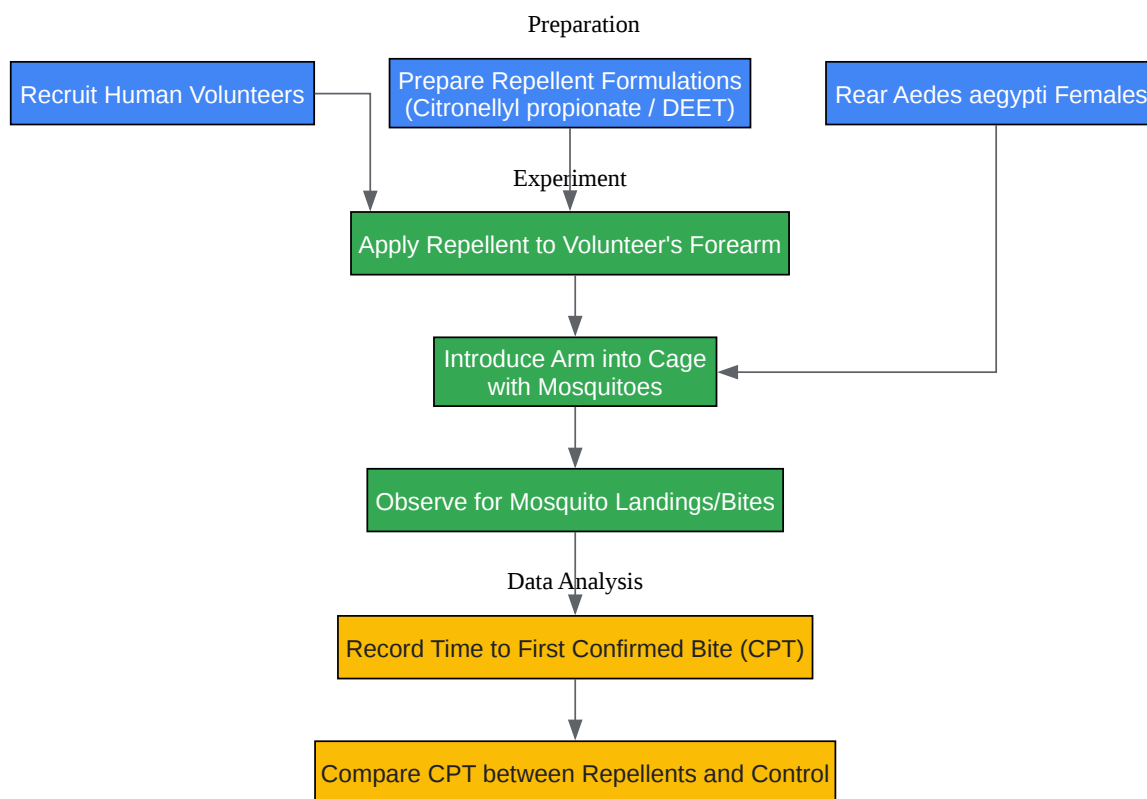 Preparation
Recruit Human Volunteers
Prepare Repellent Formulations
(Citronellyl propionate / DEET)
Rear Aedes aegypti Females
Experiment
Apply Repellent to Volunteer's Forearm
Introduce Arm into Cage
with Mosquitoes
Observe for Mosquito Landings/Bites
Data Analysis
Record Time to First Confirmed Bite (CPT)
Compare CPT between Repellents and Control